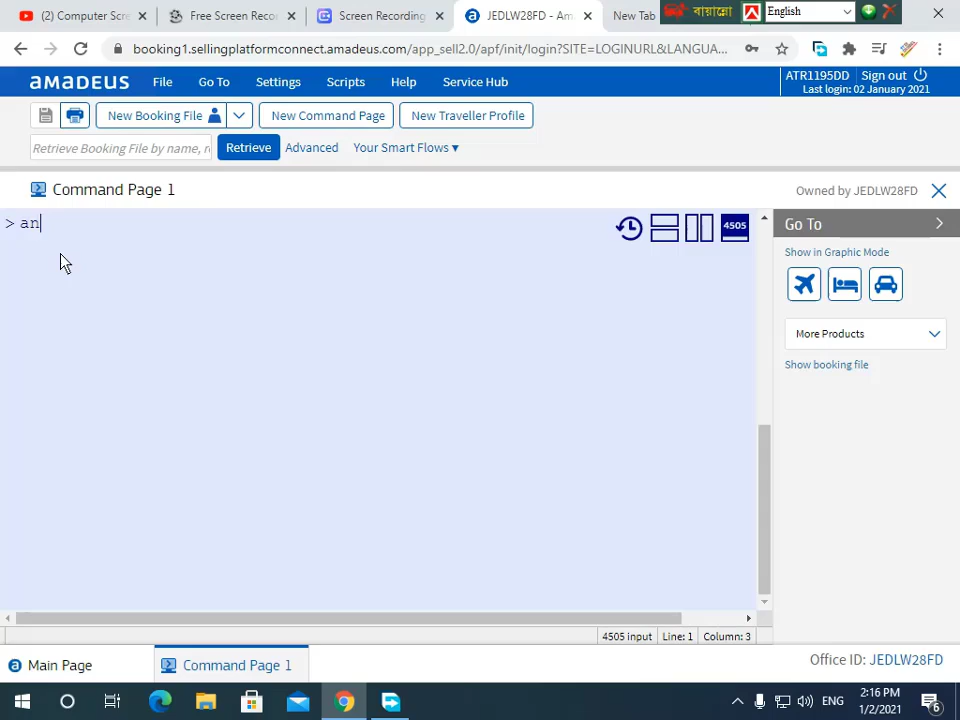 (2) Computer Scre
Free Screen Reco
Screen Recording
JEDLW28FD - Am
New Tab
বায়ান্নো
English
booking1.sellingplatformconnect.amadeus.com/app_sell2.0/apf/init/login?SITE=LOGINURL&LANGUA...
amadeus
File
Go To
Settings
Scripts
Help
Service Hub
ATR1195DD
Sign out
Last login: 02 January 2021
New Booking File
New Command Page
New Traveller Profile
Retrieve Booking File by name, r
Retrieve
Advanced
Your Smart Flows ▾
Command Page 1
Owned by JEDLW28FD
> an
4505
Go To
Show in Graphic Mode
More Products
Show booking file
4505 input
Line: 1
Column: 3
Main Page
Command Page 1
Office ID: JEDLW28FD
ENG
2:16 PM
1/2/2021
6